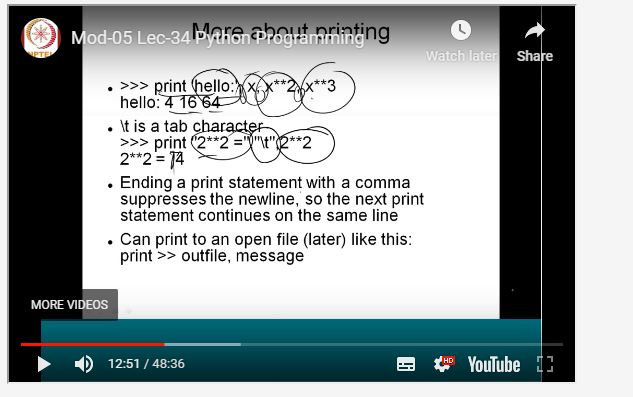 More about printing
Mod-05 Lec-34 Python Programming
Watch later
Share
• >>> print 'hello:', x, x**2, x**3
hello: 4 16 64
• \t is a tab character
>>> print "2**2 =","\t",2**2
2**2 = 4
• Ending a print statement with a comma
suppresses the newline, so the next print
statement continues on the same line
• Can print to an open file (later) like this:
print >> outfile, message
MORE VIDEOS
12:51 / 48:36
HD
YouTube